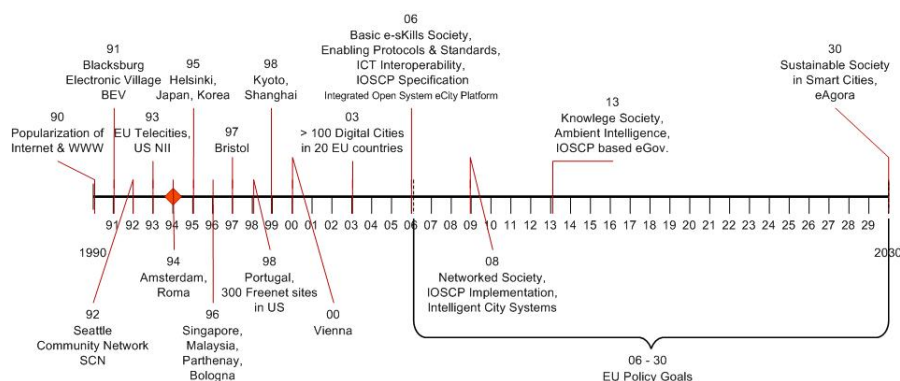 90
Popularization of
Internet & WWW
91
Blacksburg
Electronic Village
BEV
93
EU Telecities,
US NII
95
Helsinki,
Japan, Korea
97
Bristol
98
Kyoto,
Shanghai
03
> 100 Digital Cities
in 20 EU countries
06
Basic e-sKills Society,
Enabling Protocols & Standards,
ICT Interoperability,
IOSCP Specification
Integrated Open System eCity Platform
13
Knowlege Society,
Ambient Intelligence,
IOSCP based eGov.
30
Sustainable Society
in Smart Cities,
eAgora
91 92 93 94 95 96 97 98 99 00 01 02 03 04 05 06 07 08 09 10 11 12 13 14 15 16 17 18 19 20 21 22 23 24 25 26 27 28 29
1990
2030
92
Seattle
Community Network
SCN
94
Amsterdam,
Roma
96
Singapore,
Malaysia,
Parthenay,
Bologna
98
Portugal,
300 Freenet sites
in US
00
Vienna
08
Networked Society,
IOSCP Implementation,
Intelligent City Systems
06 - 30
EU Policy Goals